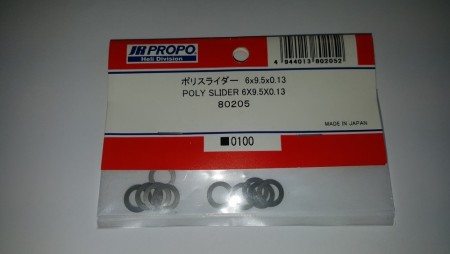 JR PROPO
Heli Division
4 944013 802052
ポリスライダー 6x9.5x0.13
POLY SLIDER 6X9.5X0.13
80205
MADE IN JAPAN
■0100